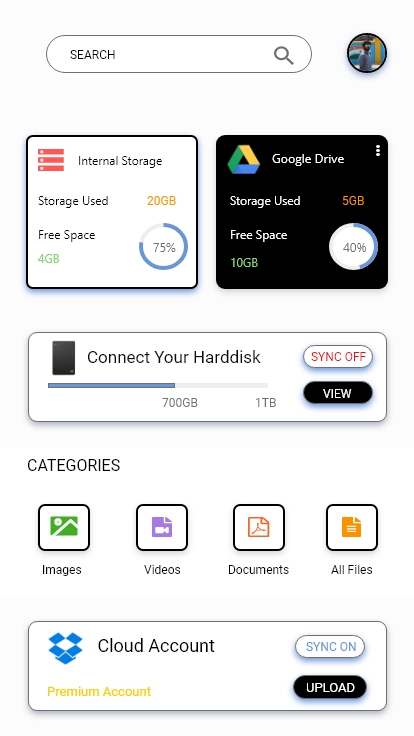 SEARCH
Internal Storage
Storage Used 20GB
Free Space
4GB
75%
Google Drive
Storage Used 5GB
Free Space
10GB
40%
Connect Your Harddisk
SYNC OFF
700GB 1TB
VIEW
CATEGORIES
Images Videos Documents All Files
Cloud Account
SYNC ON
Premium Account
UPLOAD